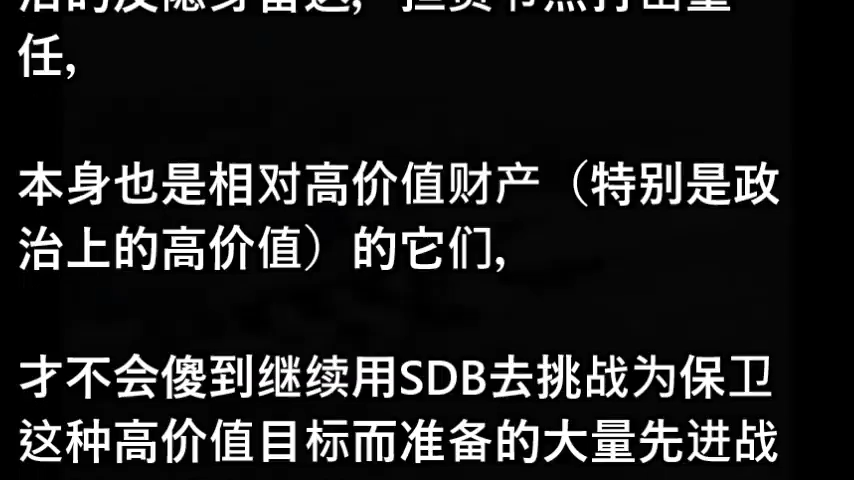 任,
本身也是相对高价值财产（特别是政
治上的高价值）的它们,
才不会傻到继续用SDB去挑战为保卫
这种高价值目标而准备的大量先进战